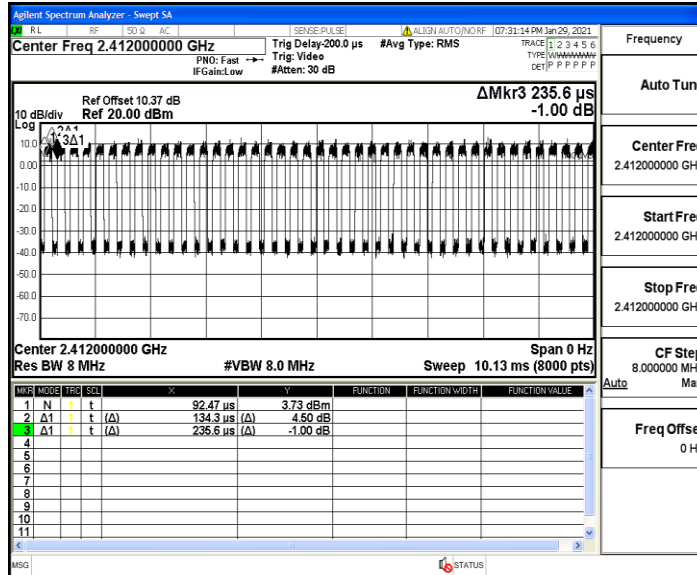 Agilent Spectrum Analyzer - Swept SA
RL RF 50 Ω AC SENSE:PULSE ALIGN AUTO/NO RF 07:31:14 PM Jan 29, 2021
Center Freq 2.412000000 GHz
PNO: Fast
IFGain:Low
Trig Delay-200.0 µs
Trig: Video
#Atten: 30 dB
#Avg Type: RMS
TRACE 1 2 3 4 5 6
TYPE
DET P P P P P P
Ref Offset 10.37 dB
10 dB/div Ref 20.00 dBm
Log
ΔMkr3 235.6 µs
-1.00 dB
3Δ1
10.0
0.00
-10.0
-20.0
-30.0
-40.0
-50.0
-60.0
-70.0
Center 2.412000000 GHz Span 0 Hz
Res BW 8 MHz #VBW 8.0 MHz Sweep 10.13 ms (8000 pts)
MKR MODE TRC SCL X Y FUNCTION FUNCTION WIDTH FUNCTION VALUE
1 N 1 t 92.47 µs 3.73 dBm
2 Δ1 1 t (Δ) 134.3 µs (Δ) 4.50 dB
3 Δ1 1 t (Δ) 235.6 µs (Δ) -1.00 dB
4
5
6
7
8
9
10
11
MSG STATUS
Frequency
Auto Tun
Center Fre
2.412000000 GH
Start Fre
2.412000000 GH
Stop Fre
2.412000000 GH
CF Ste
8.000000 MH
Auto Ma
Freq Offse
0 H